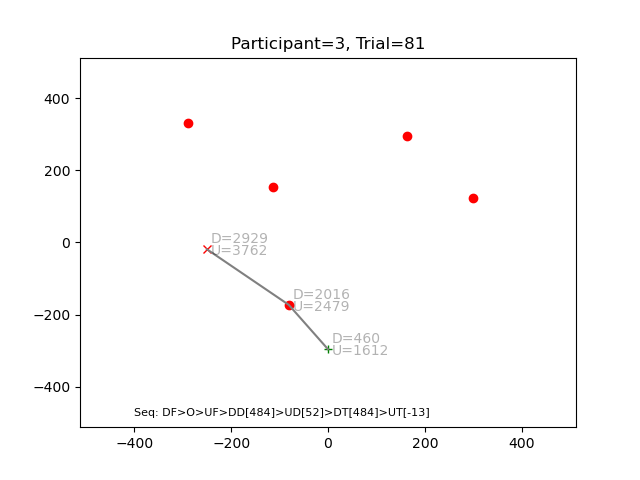 Participant=3, Trial=81
400
200
0
−200
−400
D=2929
U=3762
D=2016
U=2479
D=460
U=1612
Seq: DF>O>UF>DD[484]>UD[52]>DT[484]>UT[-13]
−400 −200 0 200 400